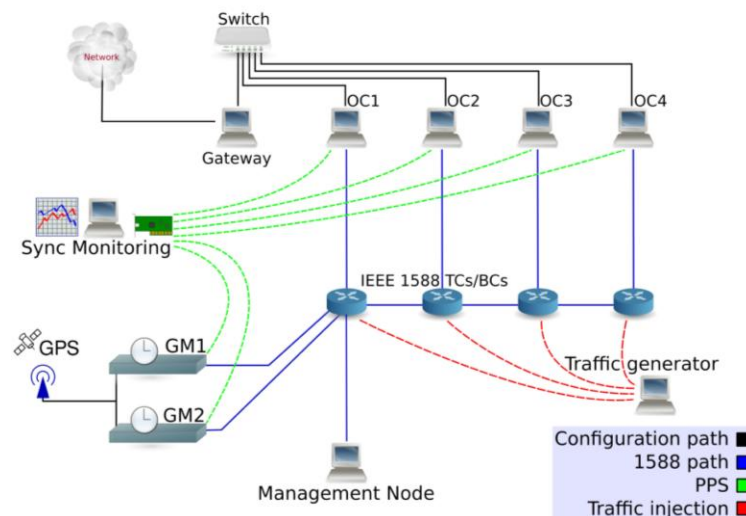 Switch
Network
OC1
OC2
OC3
OC4
Gateway
Sync Monitoring
IEEE 1588 TCs/BCs
GPS
GM1
GM2
Traffic generator
Management Node
Configuration path
1588 path
PPS
Traffic injection